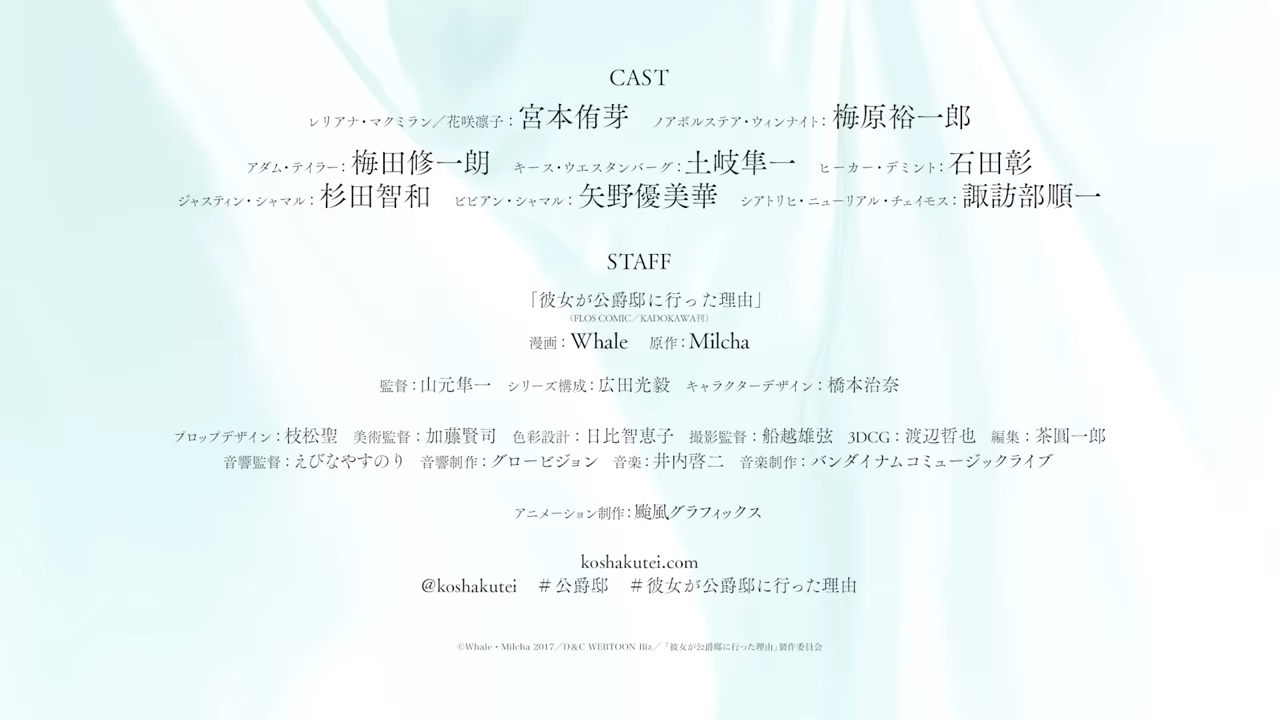 CAST
レリアナ・マクミラン／花咲凛子：宮本侑芽　ノアボルステア・ウィンナイト：梅原裕一郎
アダム・テイラー：梅田修一朗　キース・ウエスタンバーグ：土岐隼一　ヒーカー・デミント：石田彰
ジャスティン・シャマル：杉田智和　ビビアン・シャマル：矢野優美華　シアトリヒ・ニューリアル・チェイモス：諏訪部順一
STAFF
「彼女が公爵邸に行った理由」
（FLOS COMIC／KADOKAWA刊）
漫画：Whale　原作：Milcha
監督：山元隼一　シリーズ構成：広田光毅　キャラクターデザイン：橋本治奈
プロップデザイン：枝松聖　美術監督：加藤賢司　色彩設計：日比智恵子　撮影監督：船越雄弦　3DCG：渡辺哲也　編集：茶圓一郎
音響監督：えびなやすのり　音響制作：グロービジョン　音楽：井内啓二　音楽制作：バンダイナムコミュージックライブ
アニメーション制作：颱風グラフィックス
koshakutei.com
@koshakutei　＃公爵邸　＃彼女が公爵邸に行った理由
©Whale・Milcha 2017／D＆C WEBTOON Biz／「彼女が公爵邸に行った理由」製作委員会